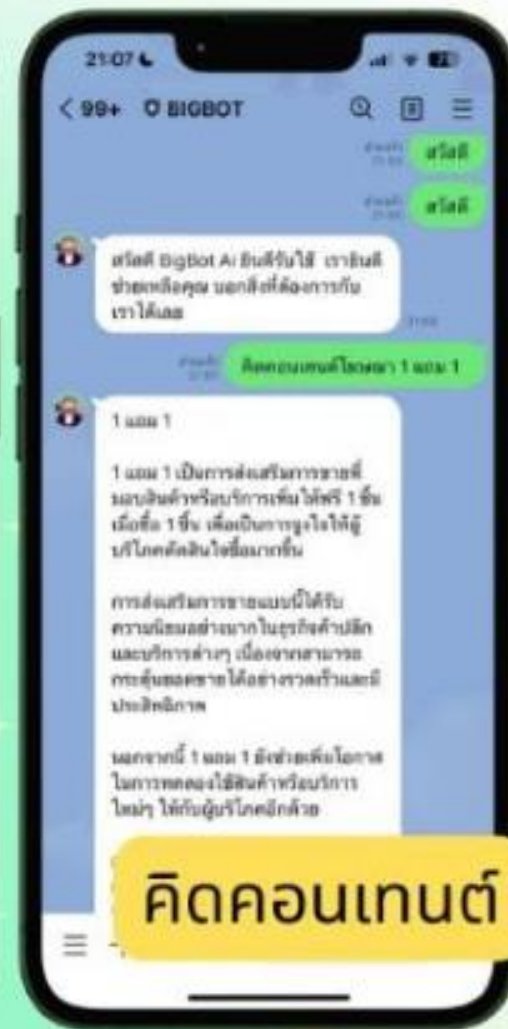 21:07
99+ BIGBOT
สวัสดี
สวัสดี
สวัสดี BigBot Ai ยินดีรับใช้ เรายินดี
ช่วยเหลือคุณ บอกสิ่งที่ต้องการกับ
เราได้เลย
คิดคอนเทนต์โฆษณา 1 แถม 1
1 แถม 1
1 แถม 1 เป็นการส่งเสริมการขายที่
มอบสินค้าหรือบริการเพิ่มให้ฟรี 1 ชิ้น
เมื่อซื้อ 1 ชิ้น เพื่อเป็นการจูงใจให้ผู้
บริโภคตัดสินใจซื้อมากขึ้น
การส่งเสริมการขายแบบนี้ได้รับ
ความนิยมอย่างมากในธุรกิจค้าปลีก
และบริการต่างๆ เนื่องจากสามารถ
กระตุ้นยอดขายได้อย่างรวดเร็วและมี
ประสิทธิภาพ
นอกจากนี้ 1 แถม 1 ยังช่วยเพิ่มโอกาส
ในการทดลองใช้สินค้าหรือบริการ
ใหม่ๆ ให้กับผู้บริโภคอีกด้วย
คิดคอนเทนต์